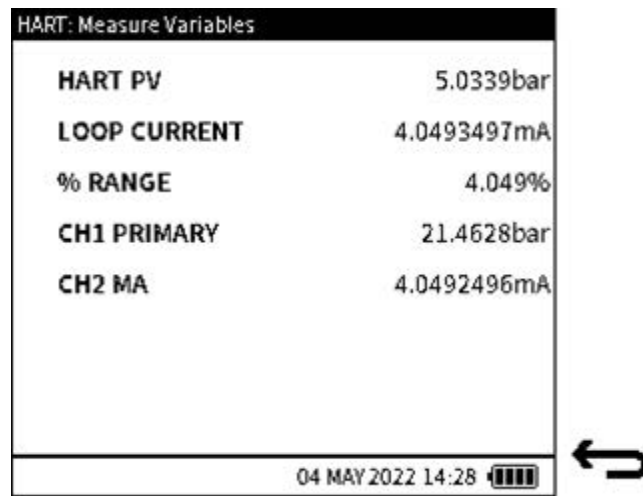 HART: Measure Variables
HART PV 5.0339bar
LOOP CURRENT 4.0493497mA
% RANGE 4.049%
CH1 PRIMARY 21.4628bar
CH2 MA 4.0492496mA
04 MAY 2022 14:28